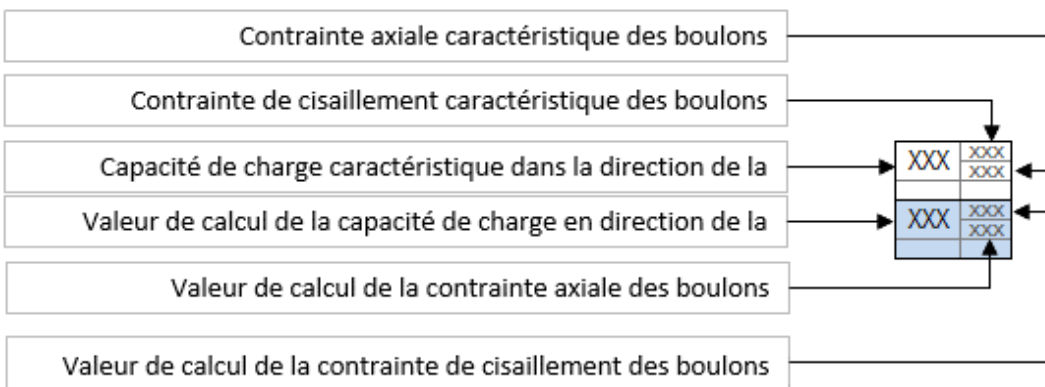 Contrainte axiale caractéristique des boulons
Contrainte de cisaillement caractéristique des boulons
Capacité de charge caractéristique dans la direction de la
Valeur de calcul de la capacité de charge en direction de la
Valeur de calcul de la contrainte axiale des boulons
Valeur de calcul de la contrainte de cisaillement des boulons
XXX XXX
XXX
XXX XXX
XXX